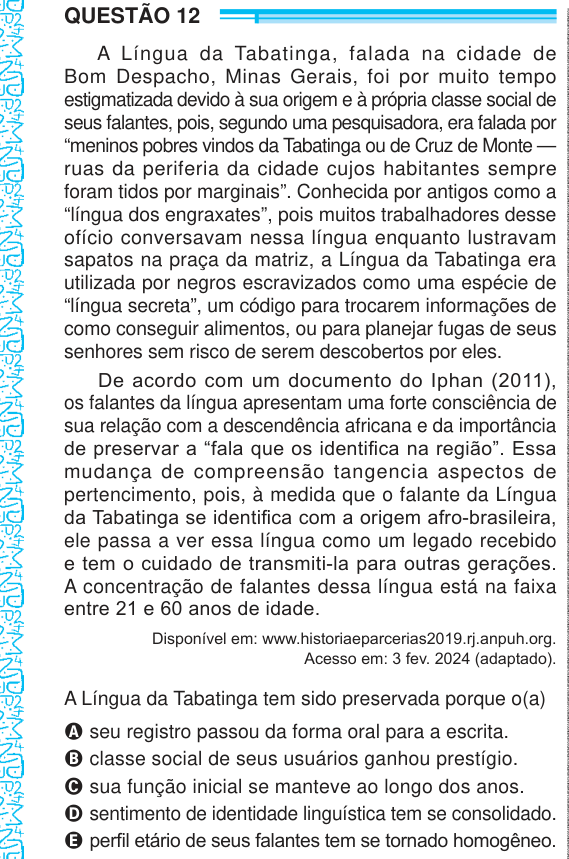 QUESTÃO 12
A Língua da Tabatinga, falada na cidade de
Bom Despacho, Minas Gerais, foi por muito tempo
estigmatizada devido à sua origem e à própria classe social de
seus falantes, pois, segundo uma pesquisadora, era falada por
“meninos pobres vindos da Tabatinga ou de Cruz de Monte —
ruas da periferia da cidade cujos habitantes sempre
foram tidos por marginais”. Conhecida por antigos como a
“língua dos engraxates”, pois muitos trabalhadores desse
ofício conversavam nessa língua enquanto lustravam
sapatos na praça da matriz, a Língua da Tabatinga era
utilizada por negros escravizados como uma espécie de
“língua secreta”, um código para trocarem informações de
como conseguir alimentos, ou para planejar fugas de seus
senhores sem risco de serem descobertos por eles.
De acordo com um documento do Iphan (2011),
os falantes da língua apresentam uma forte consciência de
sua relação com a descendência africana e da importância
de preservar a “fala que os identifica na região”. Essa
mudança de compreensão tangencia aspectos de
pertencimento, pois, à medida que o falante da Língua
da Tabatinga se identifica com a origem afro-brasileira,
ele passa a ver essa língua como um legado recebido
e tem o cuidado de transmiti-la para outras gerações.
A concentração de falantes dessa língua está na faixa
entre 21 e 60 anos de idade.
Disponível em: www.historiaeparcerias2019.rj.anpuh.org.
Acesso em: 3 fev. 2024 (adaptado).
A Língua da Tabatinga tem sido preservada porque o(a)
A seu registro passou da forma oral para a escrita.
B classe social de seus usuários ganhou prestígio.
C sua função inicial se manteve ao longo dos anos.
D sentimento de identidade linguística tem se consolidado.
E perfil etário de seus falantes tem se tornado homogêneo.